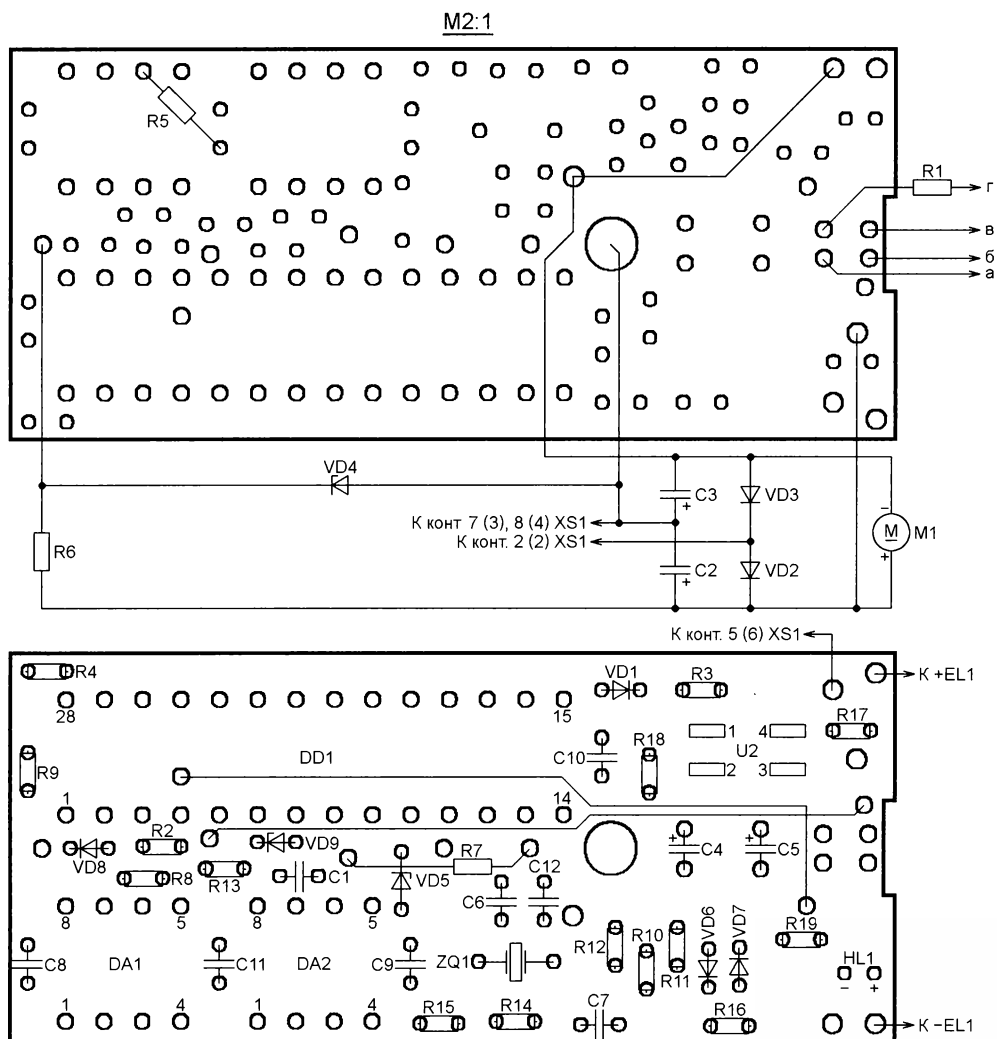 M2:1
R5
R1
г
в
б
а
VD4
R6
C3
VD3
К конт. 7 (3), 8 (4) XS1
К конт. 2 (2) XS1
M
M1
C2
VD2
−
+
+
+
К конт. 5 (6) XS1
R4
VD1
R3
К +EL1
28
15
1
4
R17
R18
U2
C10
2
3
R9
DD1
1
14
VD8
R2
VD9
R7
+
C4
+
C5
R8
R13
C1
VD5
C6
C12
8
5
8
5
R12
R10
R11
VD6
VD7
R19
C8
DA1
C11
DA2
C9
ZQ1
HL1
−
+
1
4
1
4
R15
R14
C7
R16
К −EL1